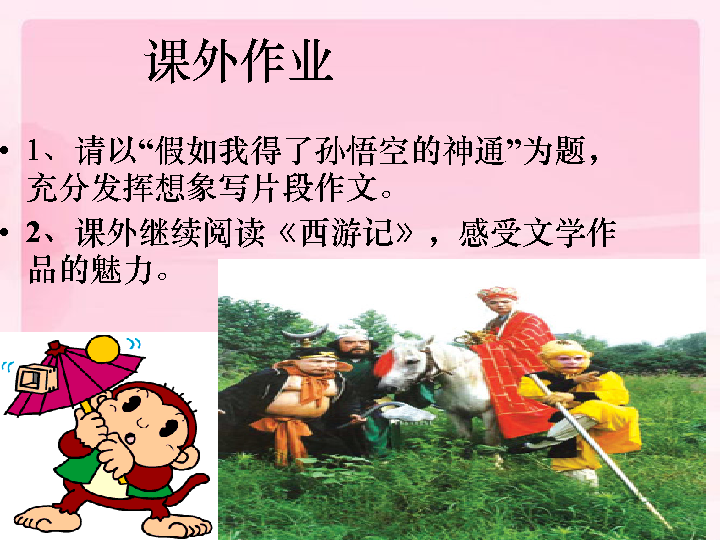 课外作业
• 1、请以“假如我得了孙悟空的神通”为题，
充分发挥想象写片段作文。
• 2、课外继续阅读《西游记》，感受文学作
品的魅力。